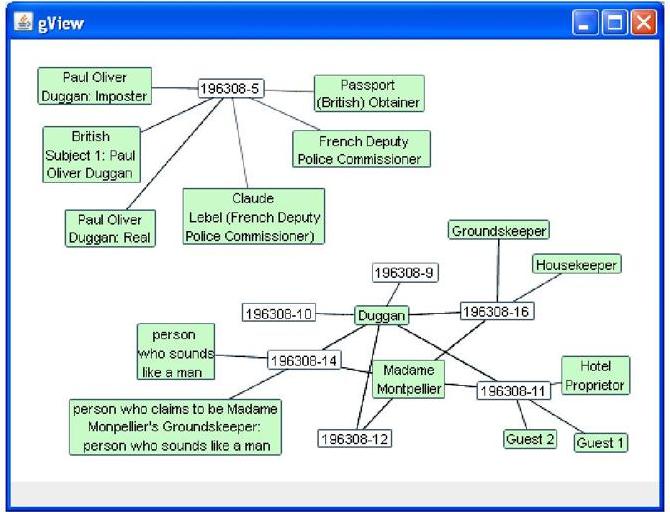 gView
Paul Oliver
Duggan: Imposter
196308-5
Passport
(British) Obtainer
British
Subject 1: Paul
Oliver Duggan
French Deputy
Police Commissioner
Paul Oliver
Duggan: Real
Claude
Lebel (French Deputy
Police Commissioner)
Groundskeeper
Housekeeper
196308-9
196308-10
Duggan
196308-16
person
who sounds
like a man
196308-14
Madame
Montpellier
Hotel
Proprietor
196308-11
person who claims to be Madame
Monpellier's Groundskeeper:
person who sounds like a man
196308-12
Guest 2
Guest 1